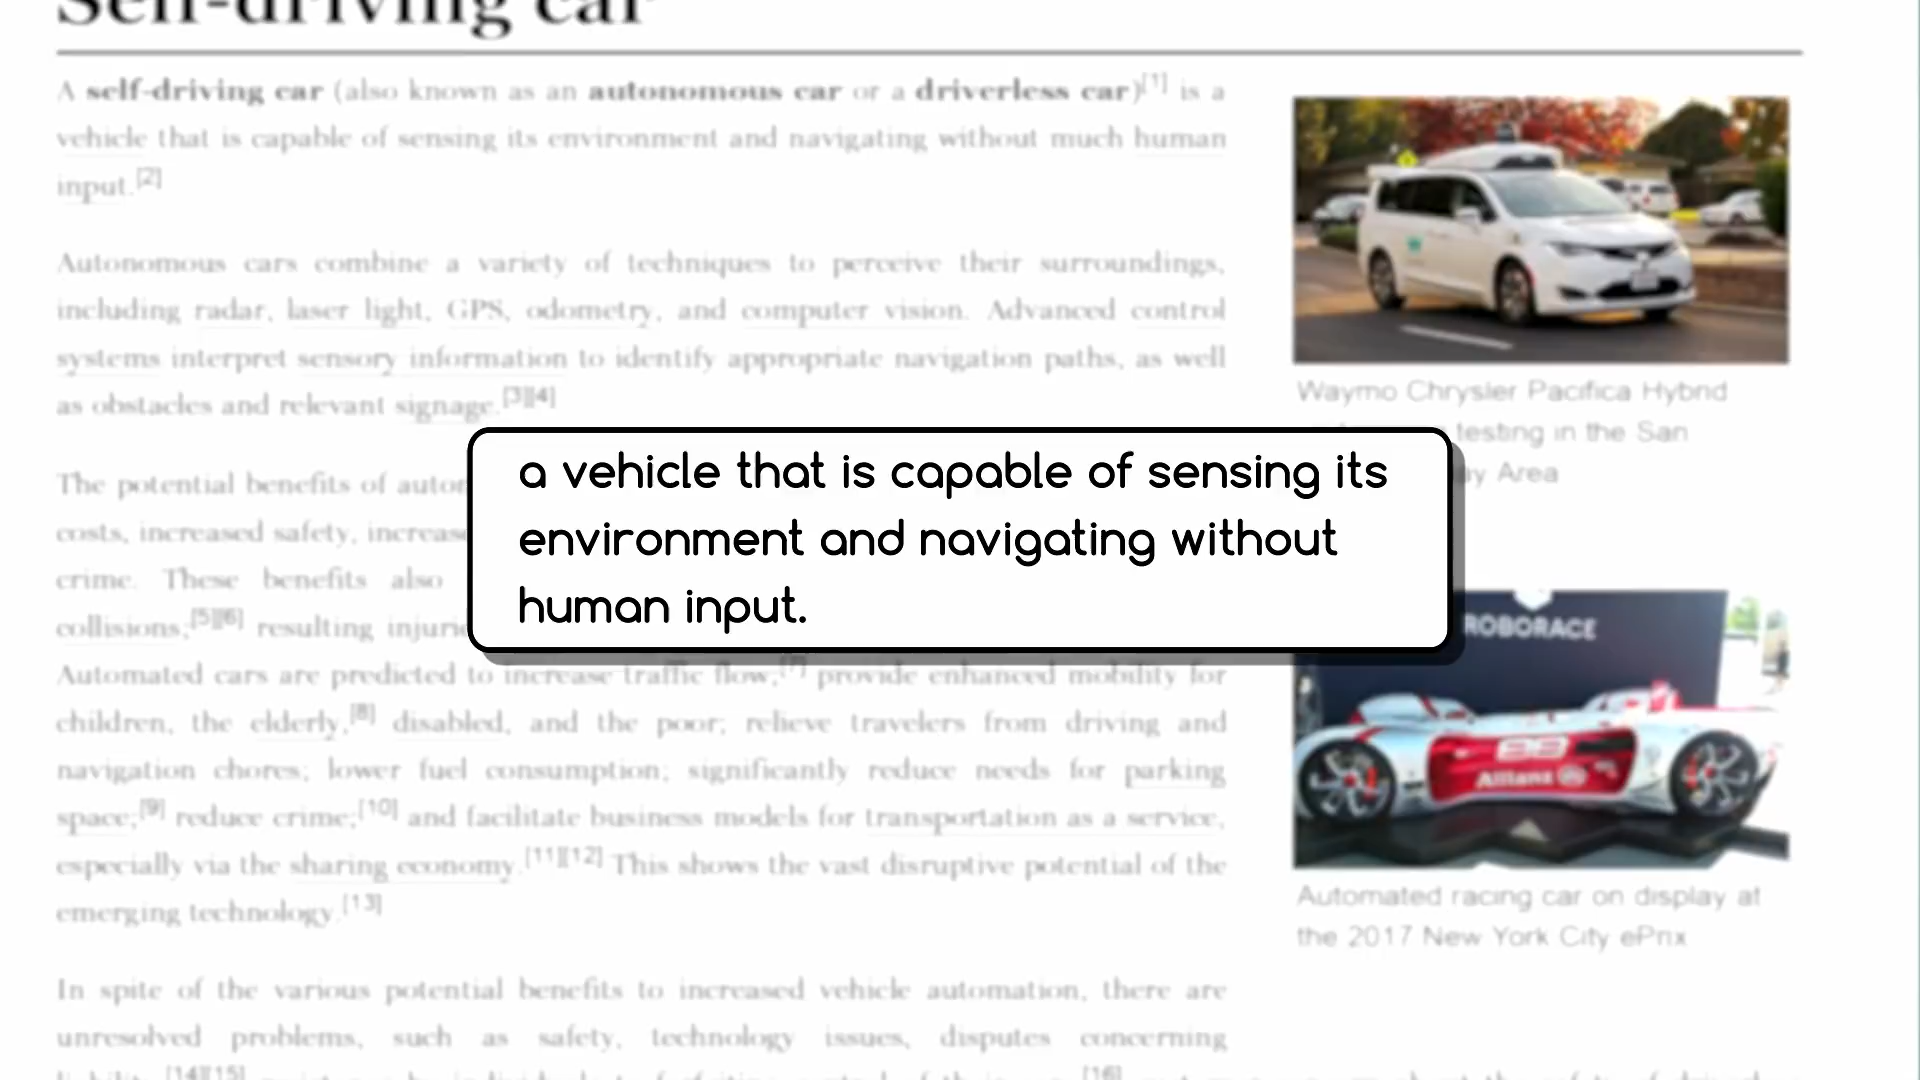 Self-driving car
A self-driving car (also known as an autonomous car or a driverless car)[1] is a
vehicle that is capable of sensing its environment and navigating without much human
input.[2]
Autonomous cars combine a variety of techniques to perceive their surroundings,
including radar, laser light, GPS, odometry, and computer vision. Advanced control
systems interpret sensory information to identify appropriate navigation paths, as well
as obstacles and relevant signage.[3][4]
The potential benefits of
costs, increased safety,
crime. These benefits also
collisions;[5][6] resulting
Automated cars are predicted to increase traffic flow;[7] provide enhanced mobility for
children, the elderly,[8] disabled, and the poor; relieve travelers from driving and
navigation chores; lower fuel consumption; significantly reduce needs for parking
space;[9] reduce crime;[10] and facilitate business models for transportation as a service,
especially via the sharing economy.[11][12] This shows the vast disruptive potential of the
emerging technology.[13]
In spite of the various potential benefits to increased vehicle automation, there are
unresolved problems, such as safety, technology issues, disputes concerning
[14][15] [16]
a vehicle that is capable of sensing its
environment and navigating without
human input.
Waymo Chrysler Pacifica Hybrid
testing in the San
Area
ROBORACE
Allianz
Automated racing car on display at
the 2017 New York City ePrix